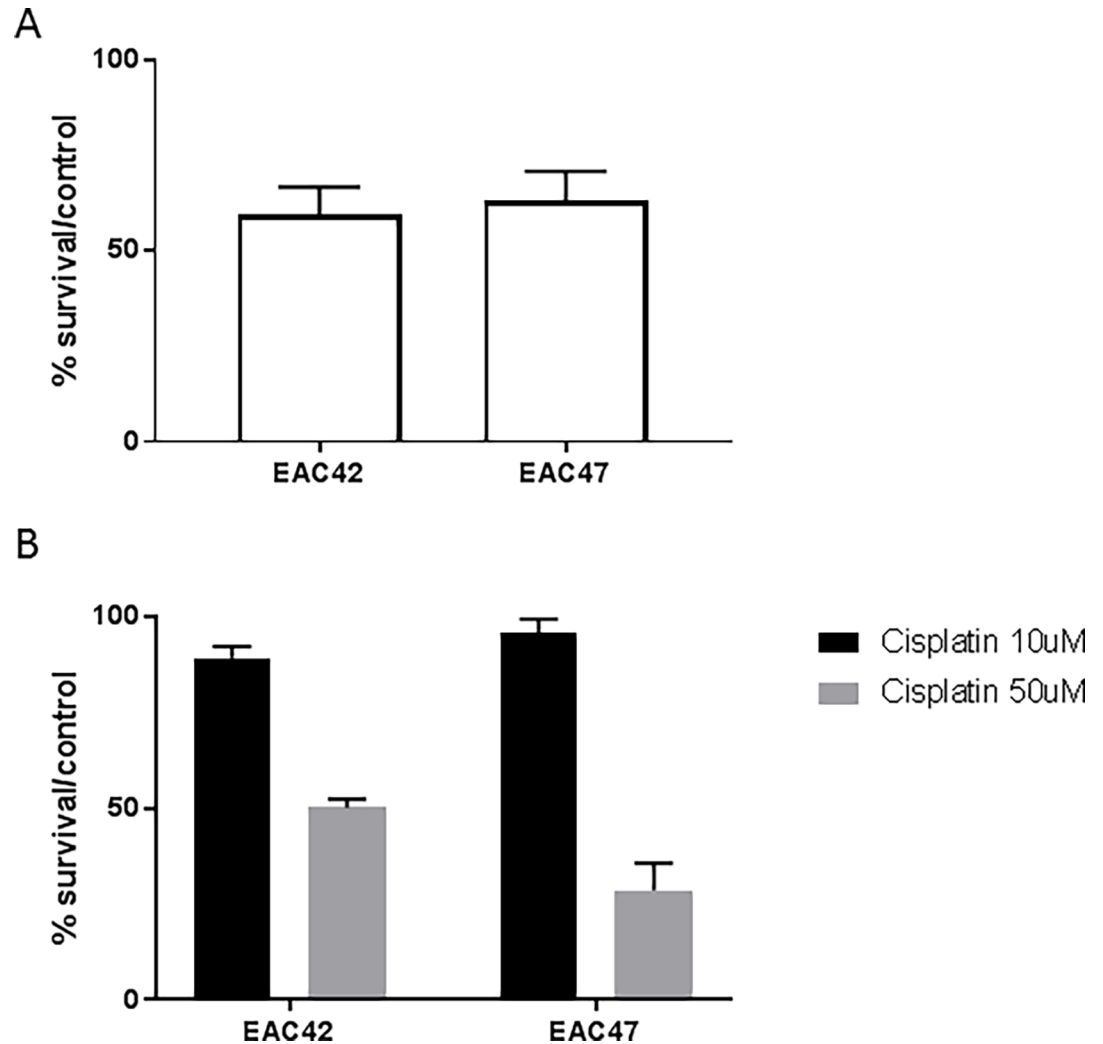 A
100
50
0
% survival/control
EAC42
EAC47
B
100
50
0
% survival/control
EAC42
EAC47
Cisplatin 10uM
Cisplatin 50uM